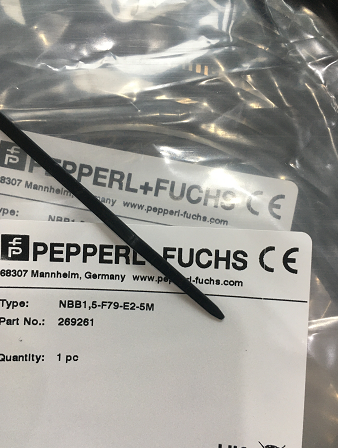 PEPPERL+FUCHS CE
68307 Mannheim, Germany www.pepperl-fuchs.com
ype:
PEPPERL+FUCHS CE
68307 Mannheim, Germany www.pepperl-fuchs.com
Type: NBB1,5-F79-E2-5M
Part No.: 269261
Quantity: 1 pc